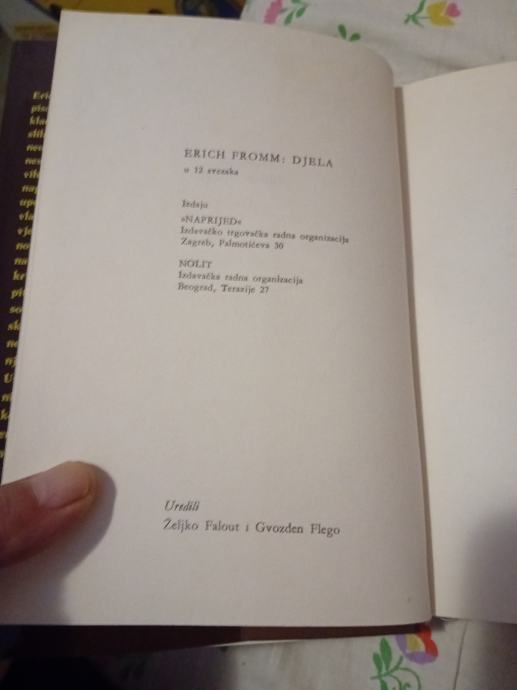 ERICH FROMM: DJELA
u 12 svezaka
Izdaju
»NAPRIJED«
Izdavačko trgovačka radna organizacija
Zagreb, Palmotićeva 30
NOLIT
Izdavačka radna organizacija
Beograd, Terazije 27
Uredili
Željko Falout i Gvozden Flego